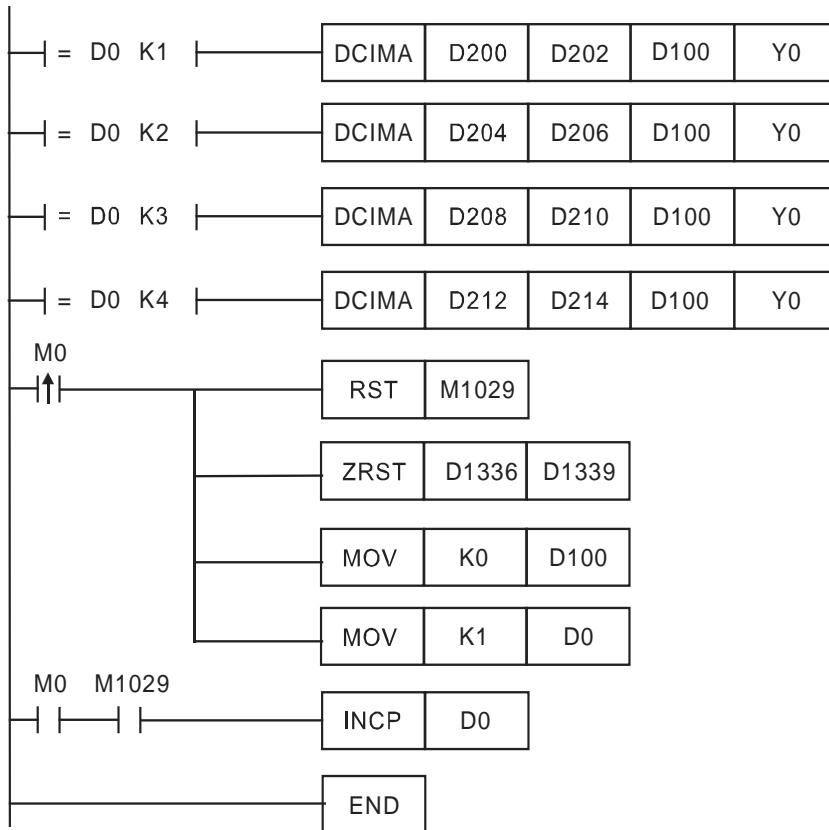 = D0 K1 DCIMA D200 D202 D100 Y0
= D0 K2 DCIMA D204 D206 D100 Y0
= D0 K3 DCIMA D208 D210 D100 Y0
= D0 K4 DCIMA D212 D214 D100 Y0
M0
RST M1029
ZRST D1336 D1339
MOV K0 D100
MOV K1 D0
M0 M1029
INCP D0
END